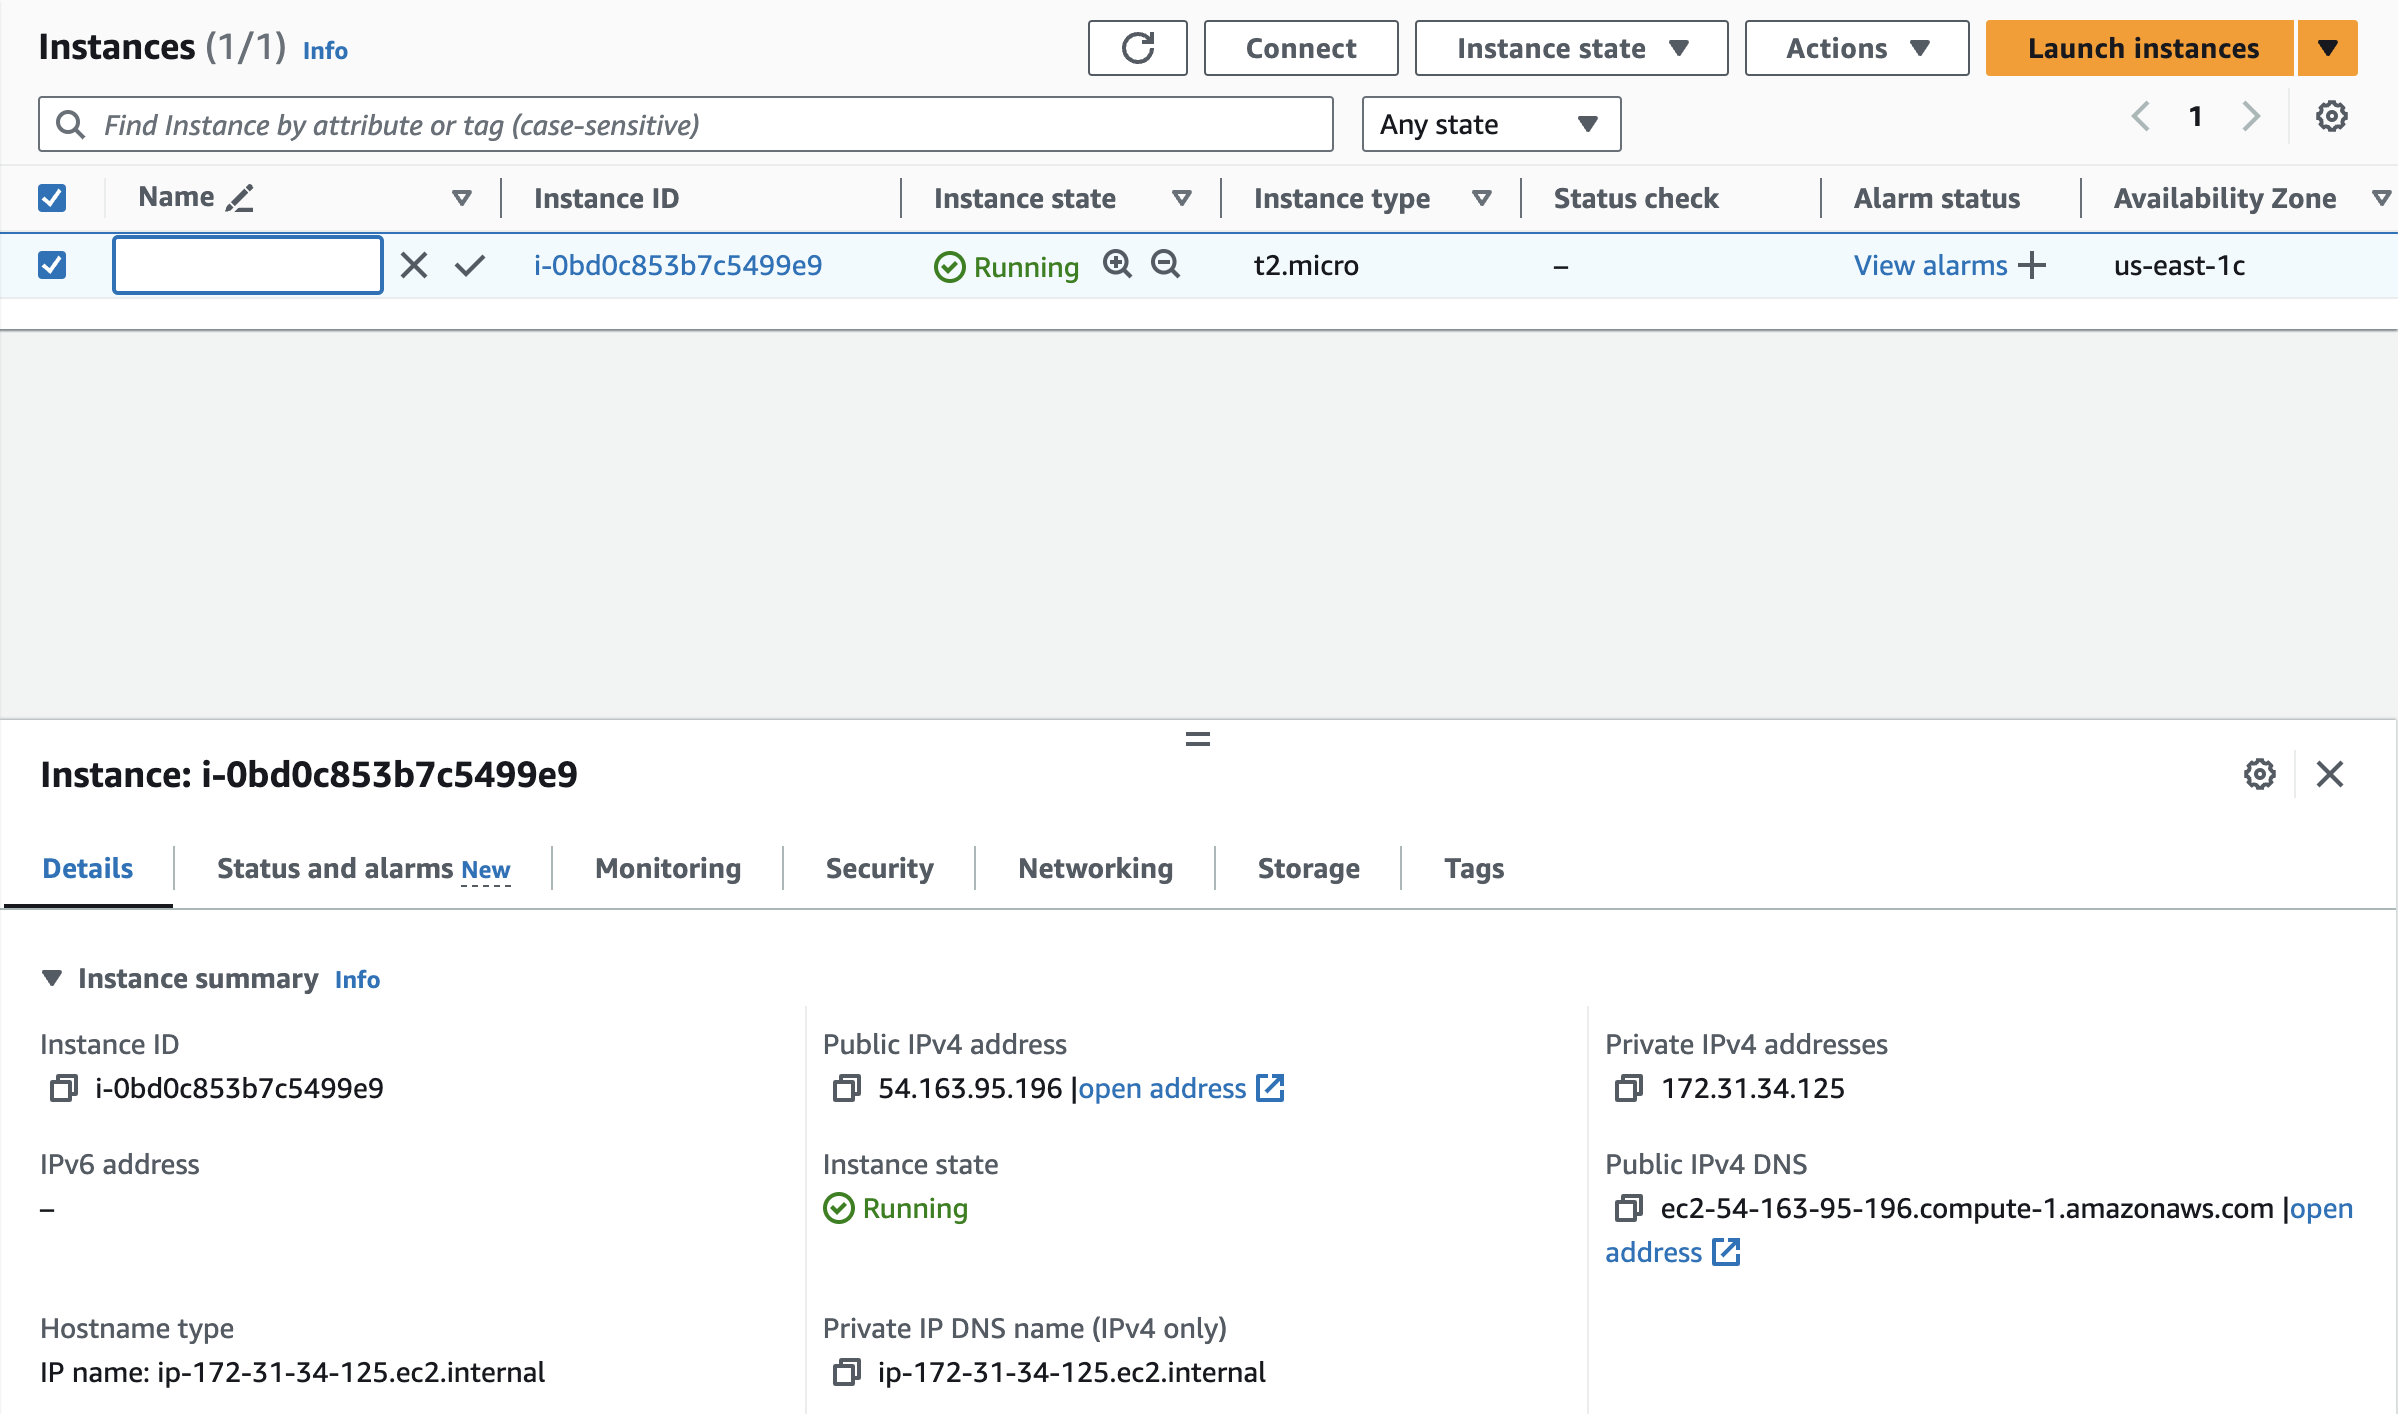 Instances (1/1) Info
Connect
Instance state
Actions
Launch instances
Find Instance by attribute or tag (case-sensitive)
Any state
1
Name
Instance ID
Instance state
Instance type
Status check
Alarm status
Availability Zone
i-0bd0c853b7c5499e9
Running
t2.micro
–
View alarms
us-east-1c
Instance: i-0bd0c853b7c5499e9
Details
Status and alarms New
Monitoring
Security
Networking
Storage
Tags
Instance summary Info
Instance ID
i-0bd0c853b7c5499e9
Public IPv4 address
54.163.95.196 |open address
Private IPv4 addresses
172.31.34.125
IPv6 address
–
Instance state
Running
Public IPv4 DNS
ec2-54-163-95-196.compute-1.amazonaws.com |open
address
Hostname type
IP name: ip-172-31-34-125.ec2.internal
Private IP DNS name (IPv4 only)
ip-172-31-34-125.ec2.internal